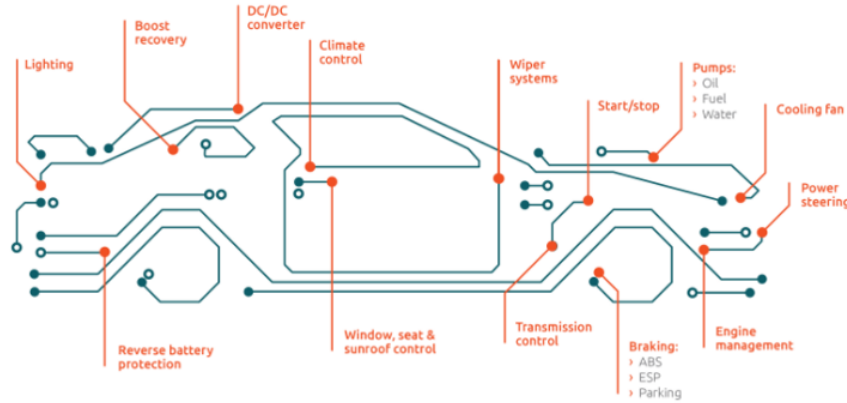 DC/DC
converter
Boost
recovery
Climate
control
Lighting
Wiper
systems
Pumps:
› Oil
› Fuel
› Water
Start/stop
Cooling fan
Power
steering
Reverse battery
protection
Window, seat &
sunroof control
Transmission
control
Braking:
› ABS
› ESP
› Parking
Engine
management